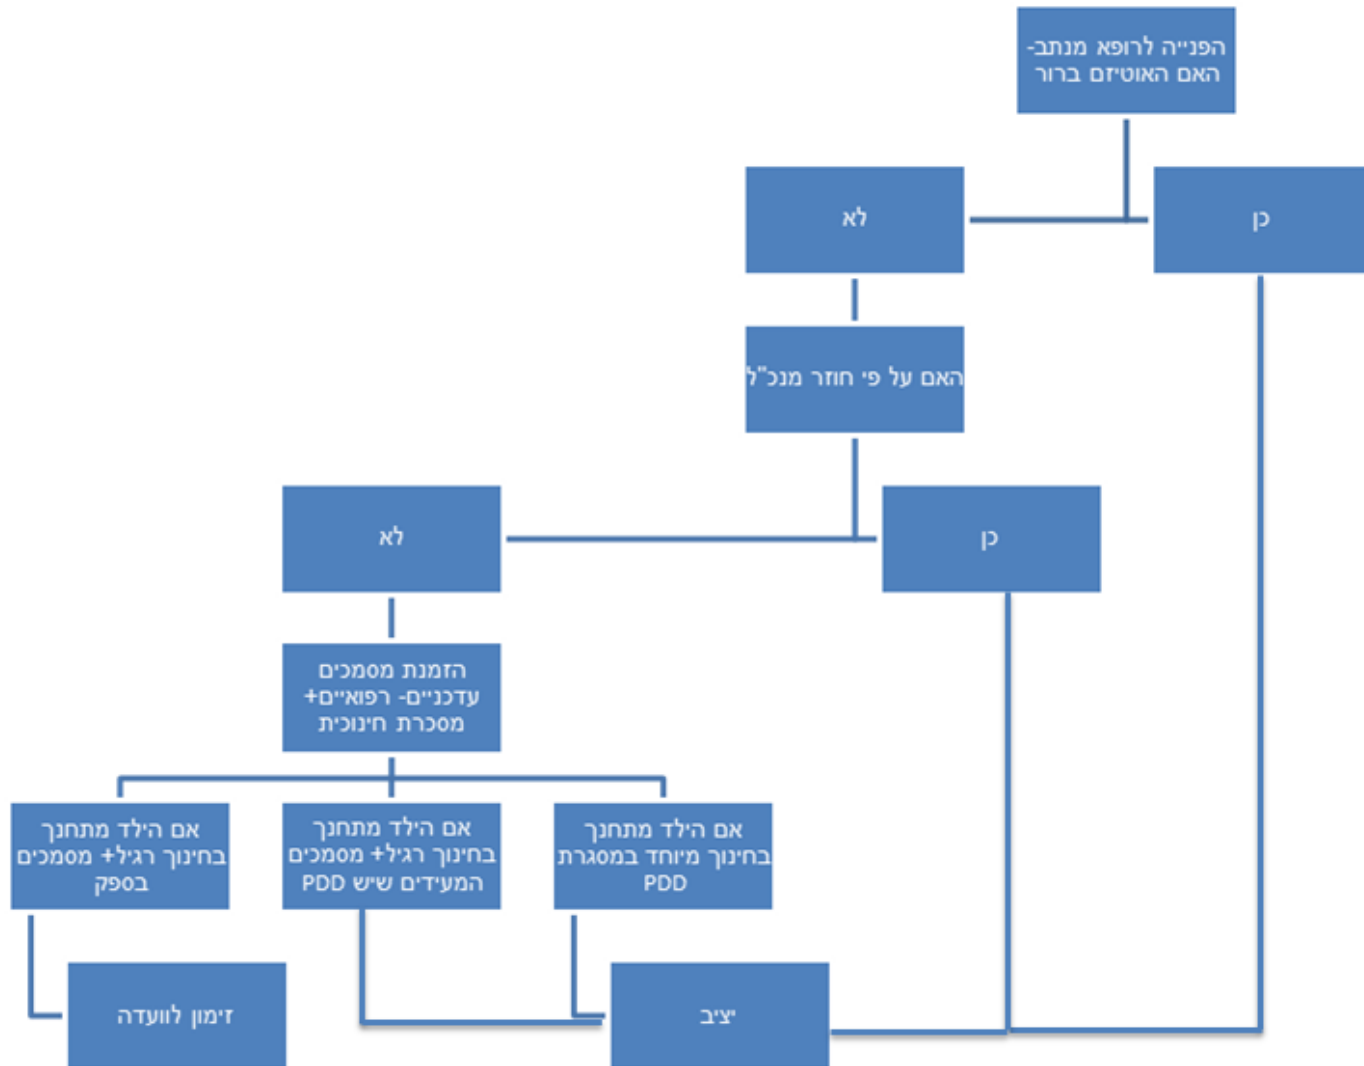 הפנייה לרופא מנתב-
האם האוטיזם ברור
כן
לא
האם על פי חוזר מנכ"ל
כן
לא
הזמנת מסמכים
עדכניים- רפואיים+
מסכרת חינוכית
אם הילד מתחנך
בחינוך מיוחד במסגרת
PDD
אם הילד מתחנך
בחינוך רגיל+ מסמכים
המעידים שיש PDD
אם הילד מתחנך
בחינוך רגיל+ מסמכים
בספק
יציב
זימון לוועדה